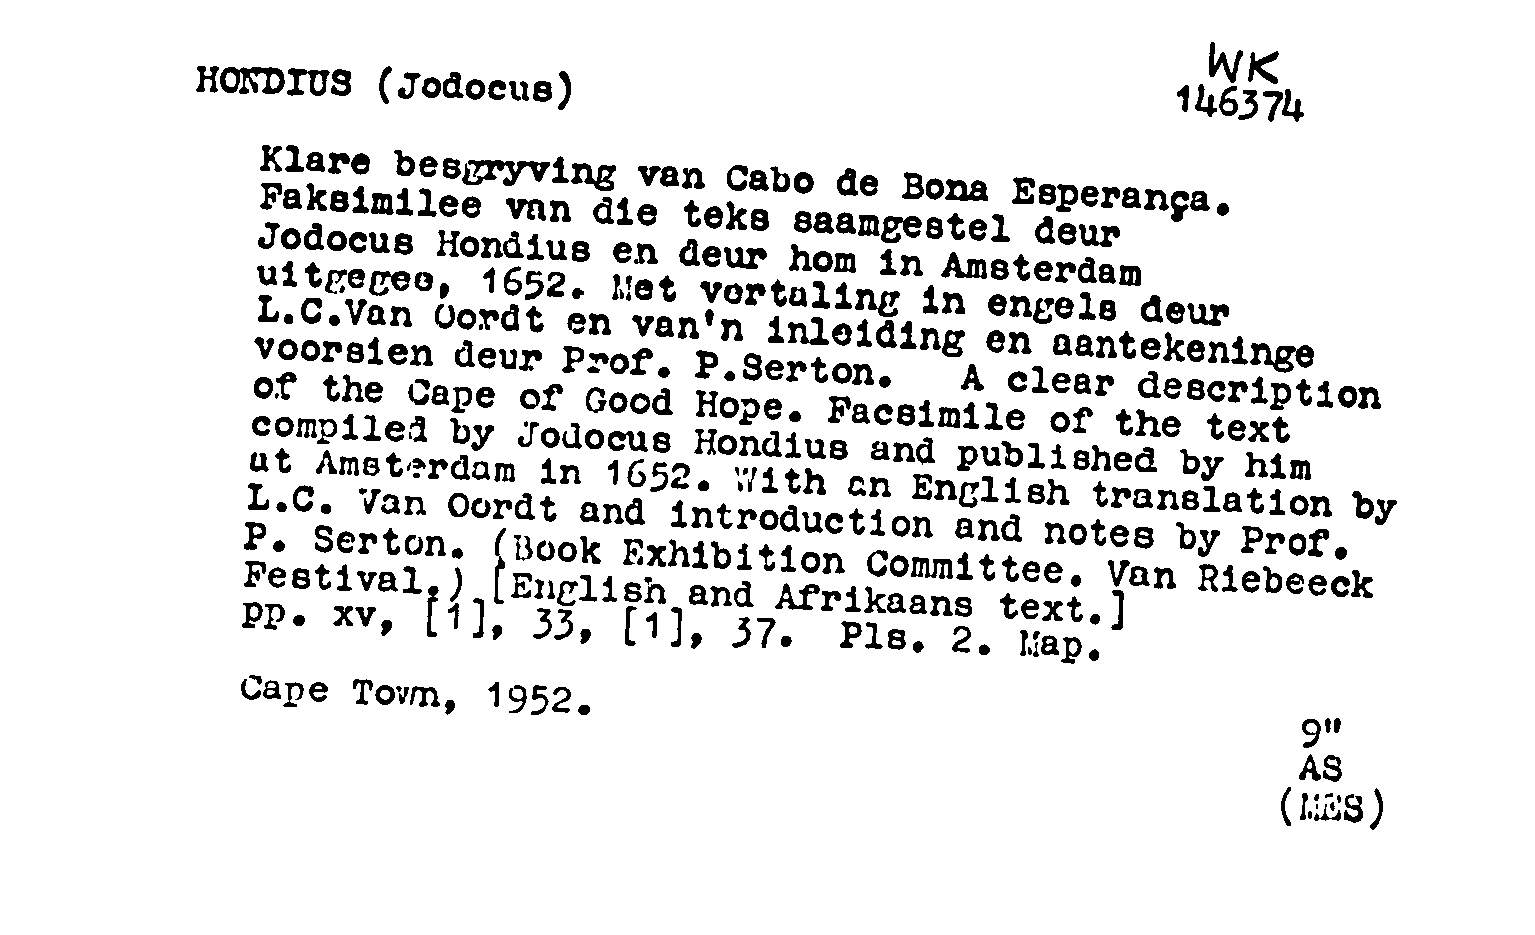 HONDIUS (Jodocus)
WK
146374
Klare besgryving van Cabo de Bona Esperança.
Faksimilee van die teks saamgestel deur
Jodocus Hondius en deur hom in Amsterdam
uitgegee, 1652. Met vertaling in engels deur
L.C.Van Oordt en van'n inleiding en aantekeninge
voorsien deur Prof. P.Serton. A clear description
of the Cape of Good Hope. Facsimile of the text
compiled by Jodocus Hondius and published by him
at Amsterdam in 1652. With an English translation by
L.C. Van Oordt and introduction and notes by Prof.
P. Serton. (Book Exhibition Committee. Van Riebeeck
Festival.) [English and Afrikaans text.]
pp. xv, [1], 33, [1], 37. Pls. 2. Map.
Cape Town, 1952.
9"
AS
(MES)